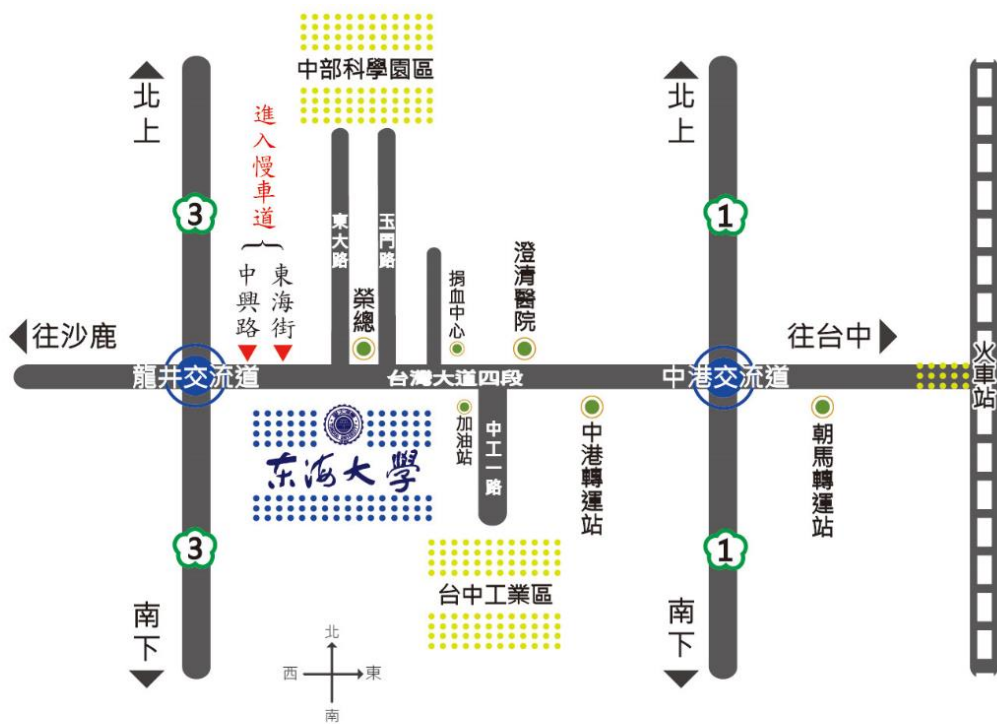 中部科學園區
北上
北上
進入慢車道
3
1
東大路
玉門路
中興路
東海街
榮總
捐血中心
澄清醫院
往沙鹿
往台中
火車站
龍井交流道
台灣大道四段
中港交流道
东海大學
加油站
中工一路
中港轉運站
朝馬轉運站
3
1
台中工業區
南下
南下
北
西
東
南